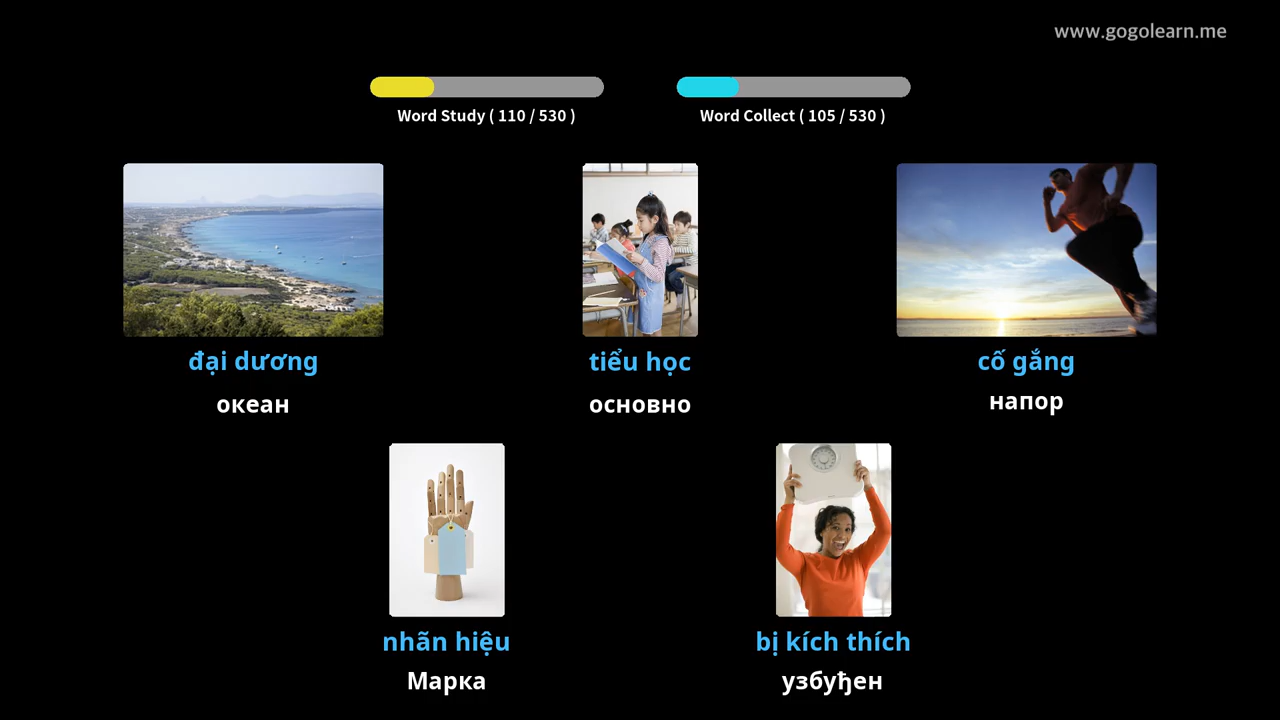 www.gogolearn.me
Word Study ( 110 / 530 )
Word Collect ( 105 / 530 )
đại dương
tiểu học
cố gắng
океан
основно
напор
nhãn hiệu
bị kích thích
Марка
узбуђен